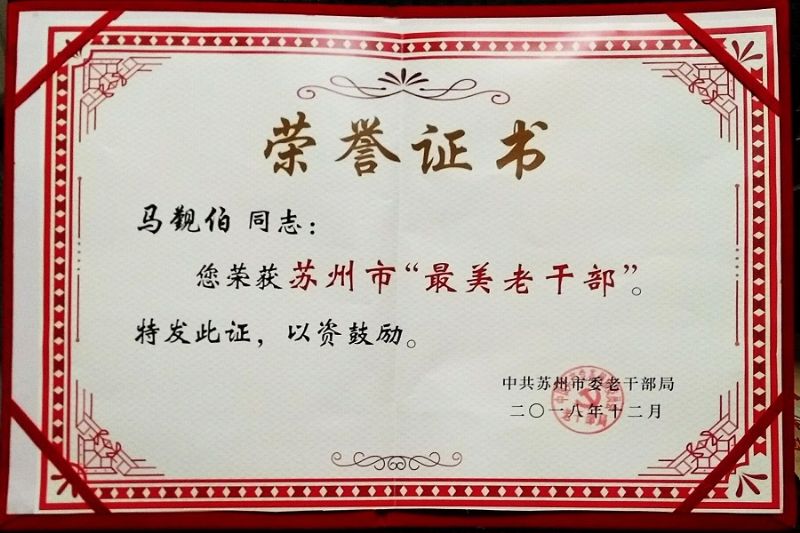 荣誉证书
马觐伯 同志：
您荣获苏州市“最美老干部”。
特发此证，以资鼓励。
中共苏州市委老干部局
二〇一八年十二月